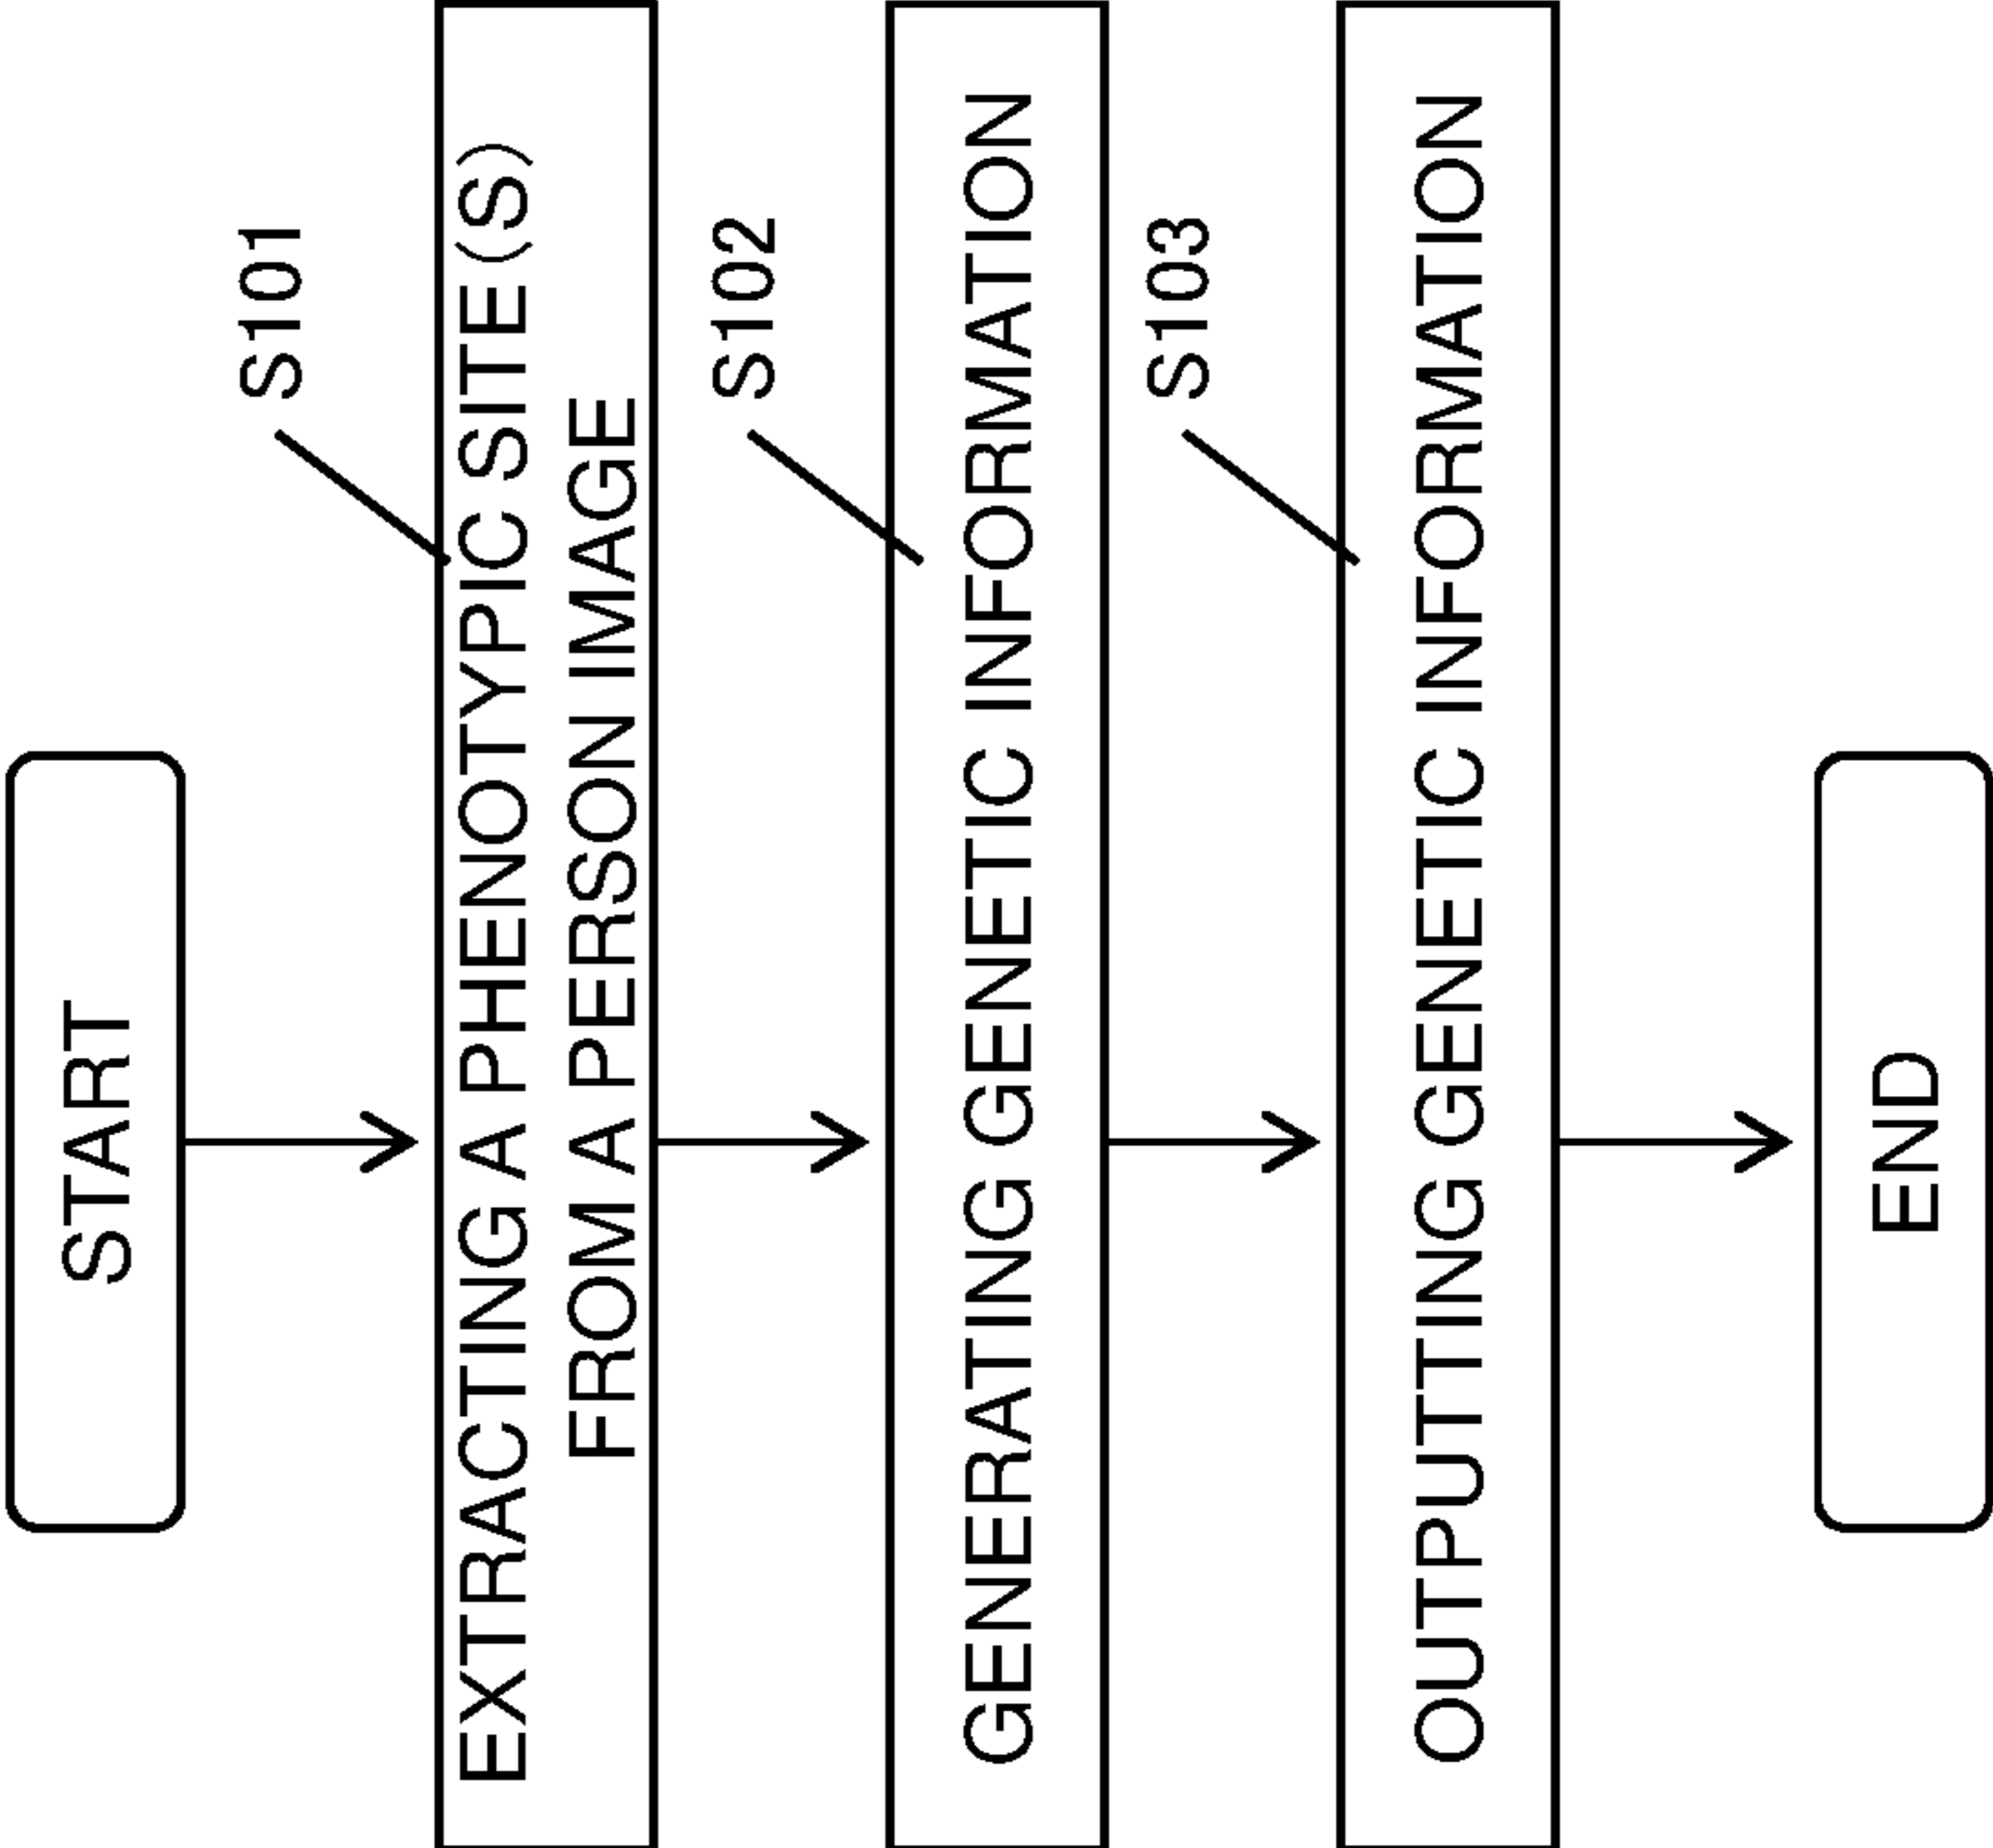 START
S101
EXTRACTING A PHENOTYPIC SITE(S)
FROM A PERSON IMAGE
S102
GENERATING GENETIC INFORMATION
S103
OUTPUTTING GENETIC INFORMATION
END